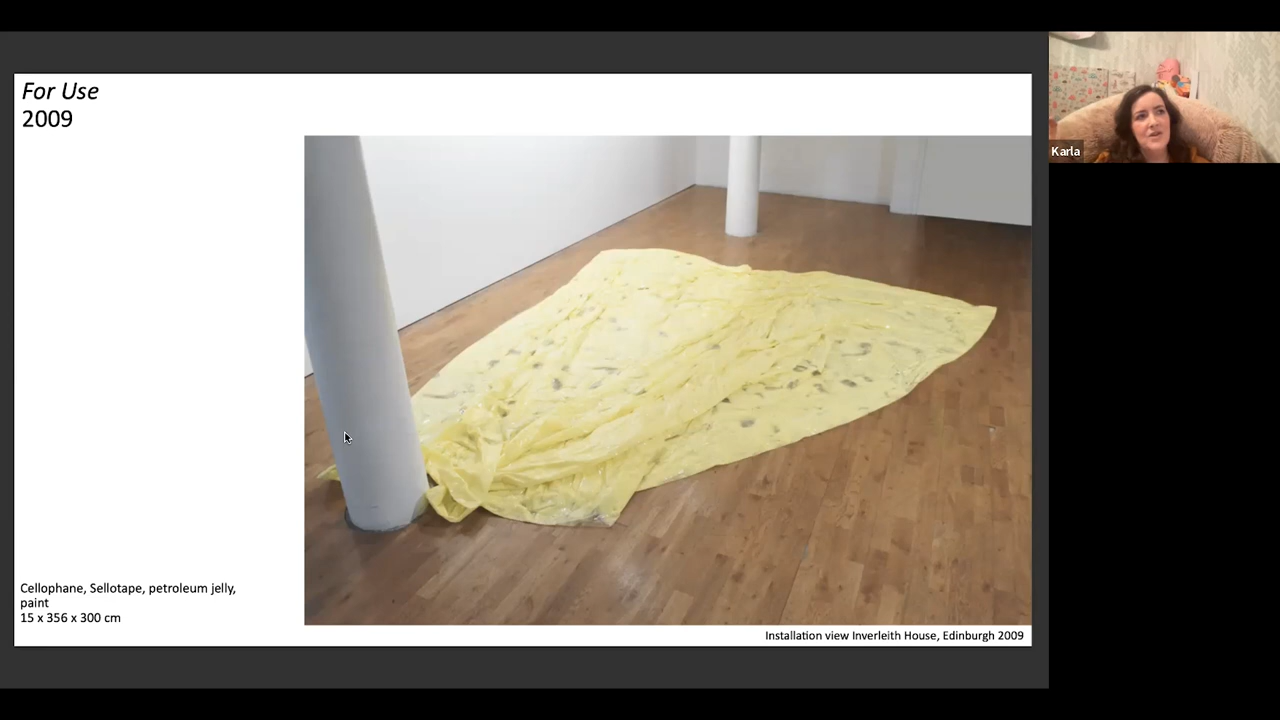 For Use
2009
Karla
Cellophane, Sellotape, petroleum jelly,
paint
15 x 356 x 300 cm
Installation view Inverleith House, Edinburgh 2009